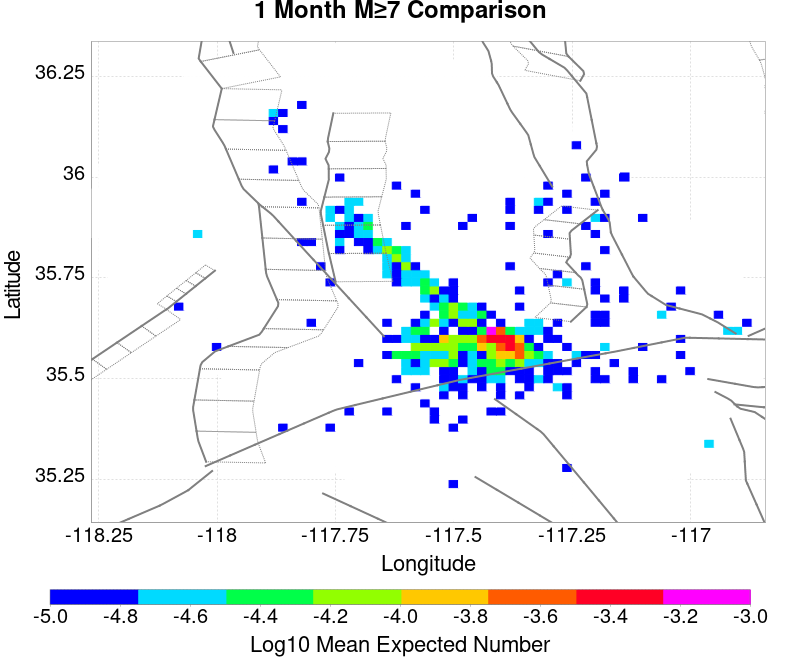 1 Month M≥7 Comparison
36.25
36
35.75
35.5
35.25
Latitude
-118.25 -118 -117.75 -117.5 -117.25 -117
Longitude
-5.0 -4.8 -4.6 -4.4 -4.2 -4.0 -3.8 -3.6 -3.4 -3.2 -3.0
Log10 Mean Expected Number